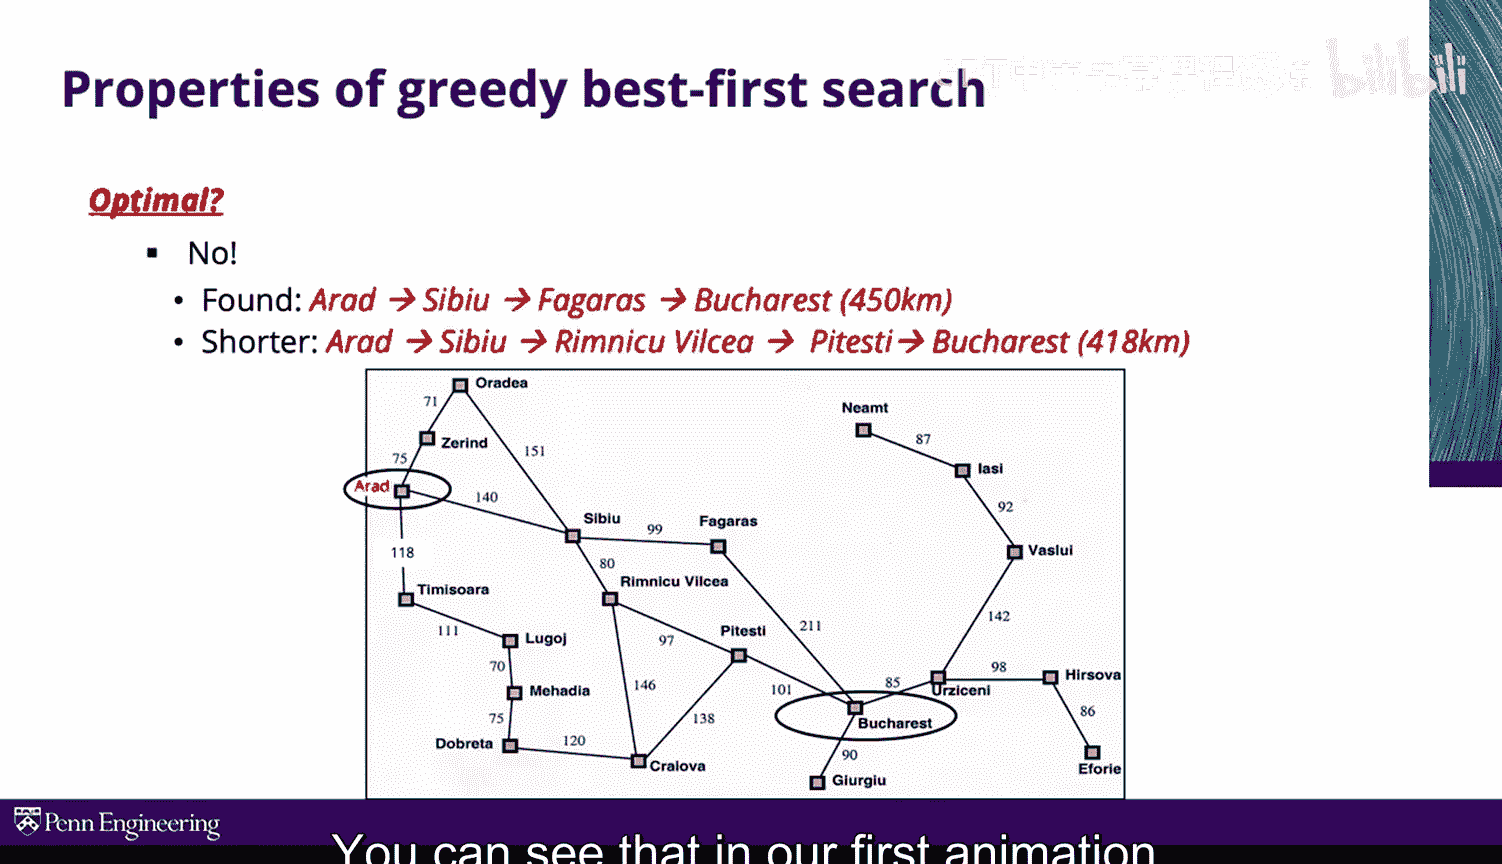 Properties of greedy best-first search
bilibili
Optimal?
▪ No!
• Found: Arad → Sibiu → Fagaras → Bucharest (450km)
• Shorter: Arad → Sibiu → Rimnicu Vilcea → Pitesti → Bucharest (418km)
Oradea
71
Neamt
Zerind
87
151
75
Iasi
Arad
140
92
Sibiu
Fagaras
99
118
Vaslui
80
Timisoara
Rimnicu Vilcea
142
111
Pitesti
211
Lugoj
97
70
98
Hirsova
146
101
85
Urziceni
Mehadia
75
138
86
Bucharest
Dobreta
120
90
Craiova
Eforie
Giurgiu
Penn Engineering
You can see that in our first animation